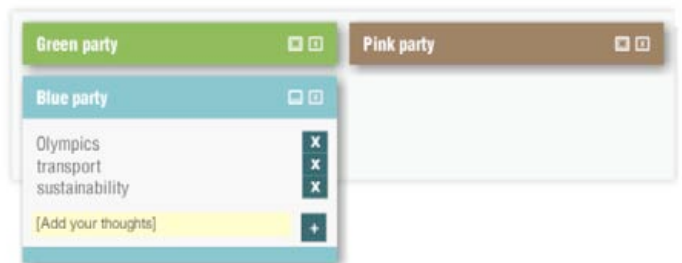 Green party
Pink party
Blue party
Olympics X
transport X
sustainability X
[Add your thoughts] +